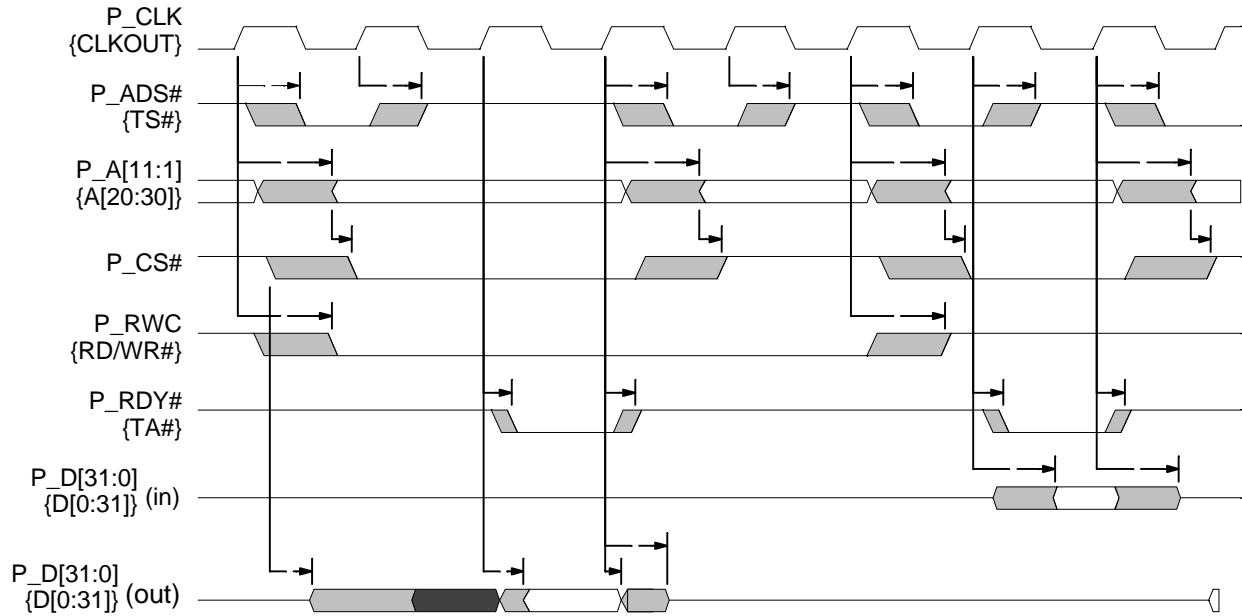 P_CLK
{CLKOUT}
P_ADS#
{TS#}
P_A[11:1]
{A[20:30]}
P_CS#
P_RWC
{RD/WR#}
P_RDY#
{TA#}
P_D[31:0]
{D[0:31]} (in)
P_D[31:0]
{D[0:31]} (out)